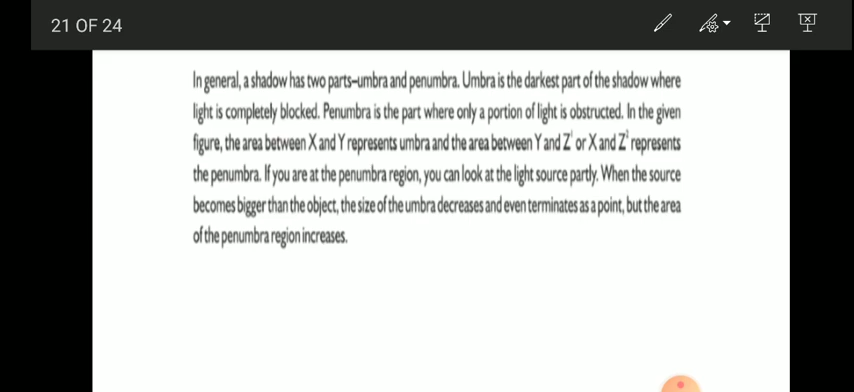 21 OF 24
In general, a shadow has two parts–umbra and penumbra. Umbra is the darkest part of the shadow where
light is completely blocked. Penumbra is the part where only a portion of light is obstructed. In the given
figure, the area between X and Y represents umbra and the area between Y and Z¹ or X and Z² represents
the penumbra. If you are at the penumbra region, you can look at the light source partly. When the source
becomes bigger than the object, the size of the umbra decreases and even terminates as a point, but the area
of the penumbra region increases.